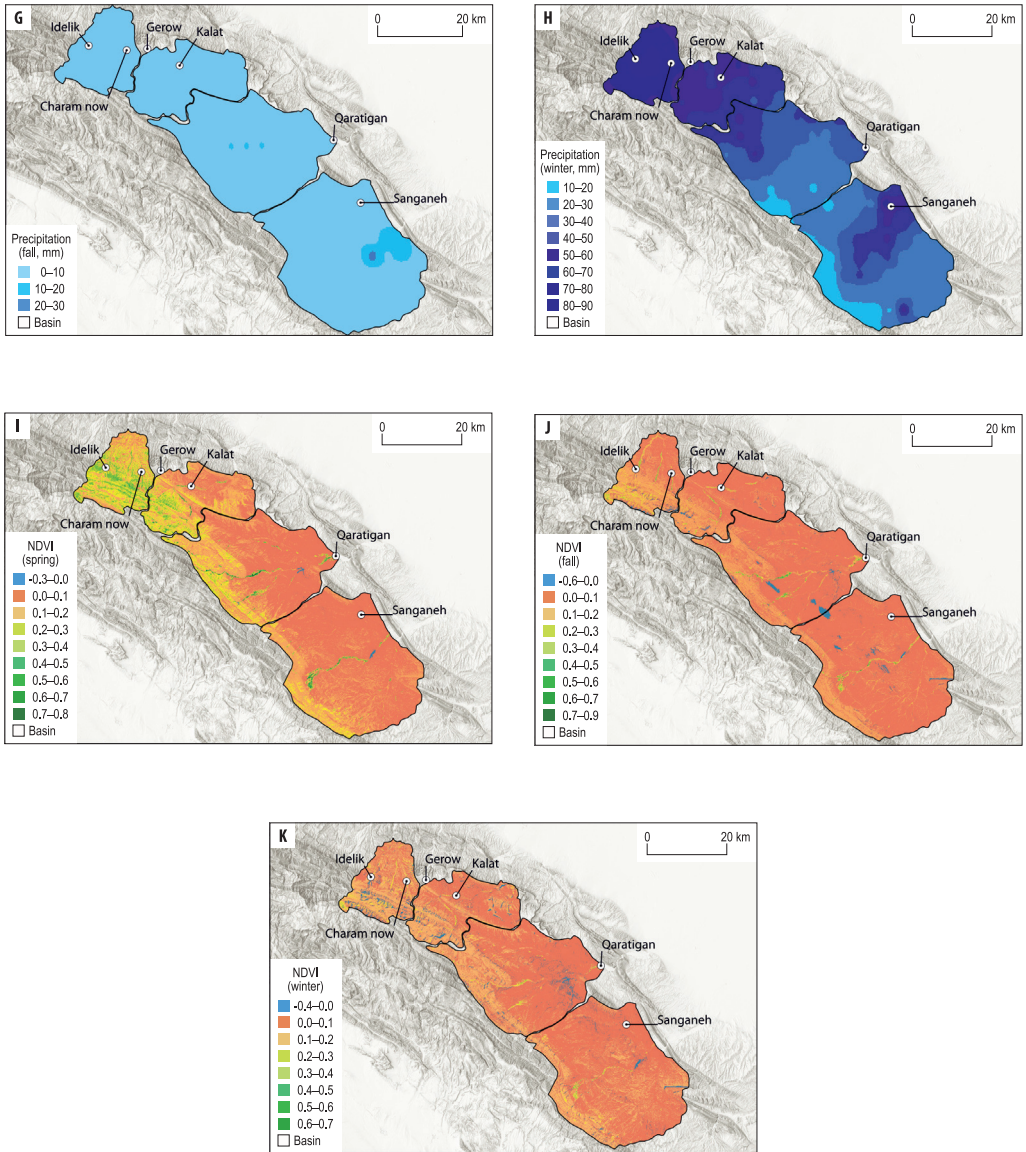 G
0 20 km
Idelik
Gerow
Kalat
Charam now
Qaratigan
Sanganeh
Precipitation
(fall, mm)
0–10
10–20
20–30
Basin
H
0 20 km
Idelik
Gerow
Kalat
Charam now
Qaratigan
Sanganeh
Precipitation
(winter, mm)
10–20
20–30
30–40
40–50
50–60
60–70
70–80
80–90
Basin
I
0 20 km
Idelik
Gerow
Kalat
Charam now
Qaratigan
Sanganeh
NDVI
(spring)
-0.3–0.0
0.0–0.1
0.1–0.2
0.2–0.3
0.3–0.4
0.4–0.5
0.5–0.6
0.6–0.7
0.7–0.8
Basin
J
0 20 km
Idelik
Gerow
Kalat
Charam now
Qaratigan
Sanganeh
NDVI
(fall)
-0.6–0.0
0.0–0.1
0.1–0.2
0.2–0.3
0.3–0.4
0.4–0.5
0.5–0.6
0.6–0.7
0.7–0.9
Basin
K
0 20 km
Idelik
Gerow
Kalat
Charam now
Qaratigan
Sanganeh
NDVI
(winter)
-0.4–0.0
0.0–0.1
0.1–0.2
0.2–0.3
0.3–0.4
0.4–0.5
0.5–0.6
0.6–0.7
Basin